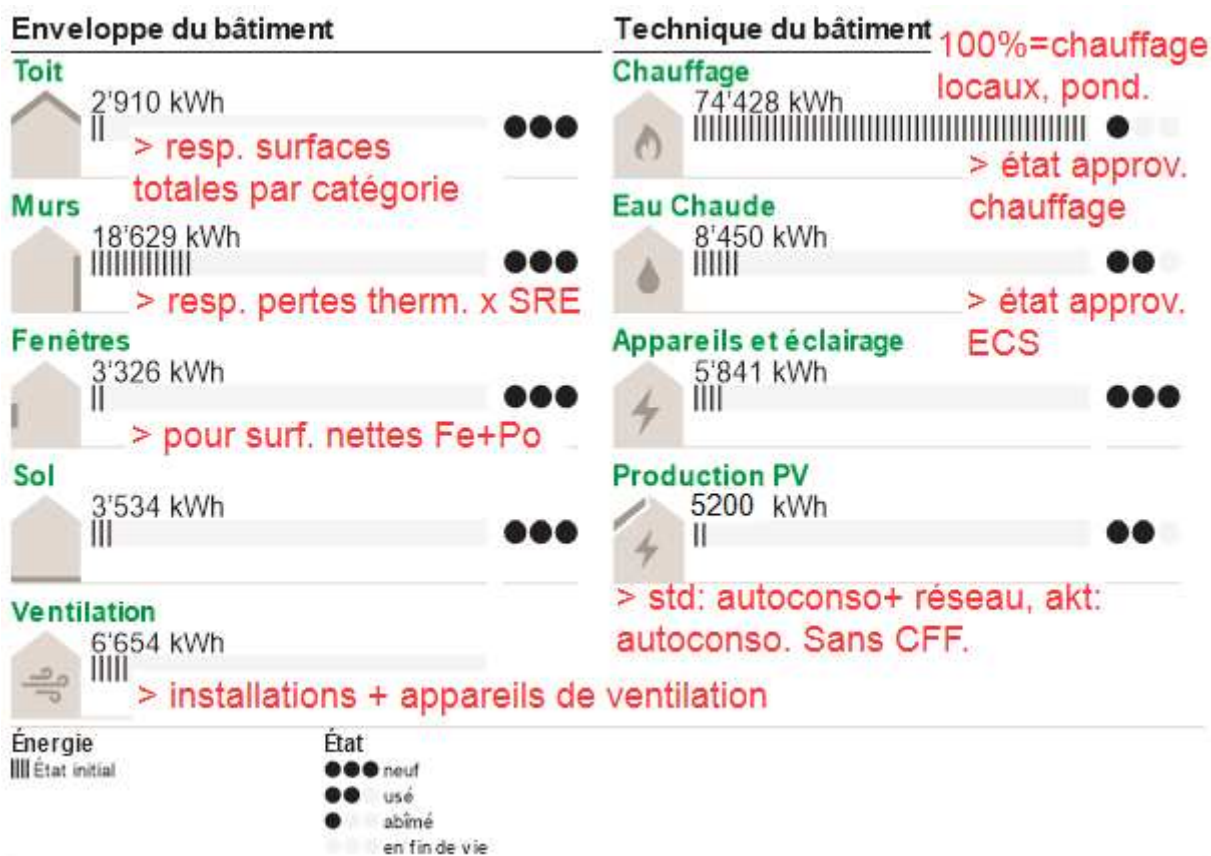 Enveloppe du bâtiment
Toit
2'910 kWh
> resp. surfaces
totales par catégorie
Murs
18'629 kWh
> resp. pertes therm. x SRE
Fenêtres
3'326 kWh
> pour surf. nettes Fe+Po
Sol
3'534 kWh
Ventilation
6'654 kWh
> installations + appareils de ventilation
Technique du bâtiment
100%=chauffage
locaux, pond.
Chauffage
74'428 kWh
> état approv.
chauffage
Eau Chaude
8'450 kWh
> état approv.
ECS
Appareils et éclairage
5'841 kWh
Production PV
5200 kWh
> std: autoconso+ réseau, akt:
autoconso. Sans CFF.
Énergie
État initial
État
neuf
usé
abîmé
en fin de vie